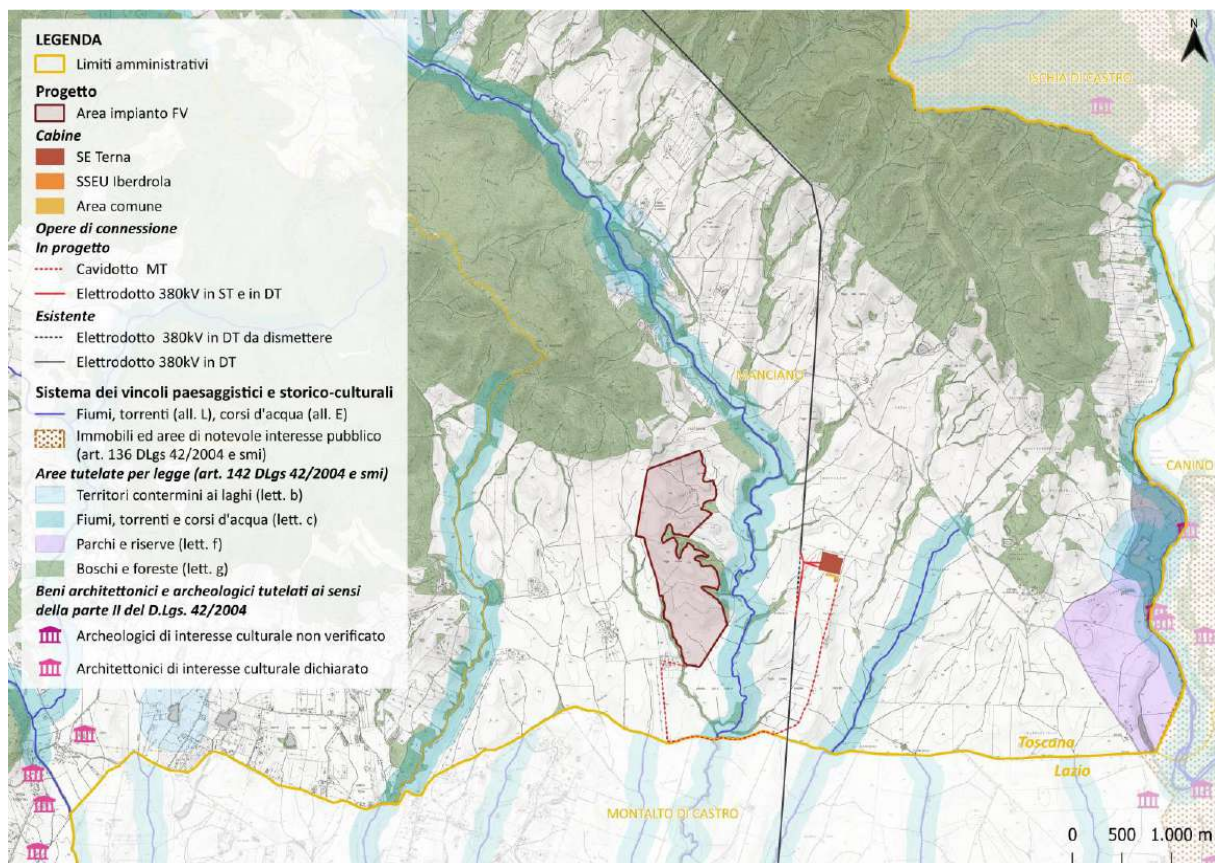 LEGENDA
Limiti amministrativi
Progetto
Area impianto FV
Cabine
SE Terna
SSEU Iberdrola
Area comune
Opere di connessione
In progetto
Cavidotto MT
Elettrodotto 380kV in ST e in DT
Esistente
Elettrodotto 380kV in DT da dismettere
Elettrodotto 380kV in DT
Sistema dei vincoli paesaggistici e storico-culturali
Fiumi, torrenti (all. L), corsi d'acqua (all. E)
Immobili ed aree di notevole interesse pubblico
(art. 136 DLgs 42/2004 e smi)
Aree tutelate per legge (art. 142 DLgs 42/2004 e smi)
Territori contermini ai laghi (lett. b)
Fiumi, torrenti e corsi d'acqua (lett. c)
Parchi e riserve (lett. f)
Boschi e foreste (lett. g)
Beni architettonici e archeologici tutelati ai sensi
della parte II del D.Lgs. 42/2004
Archeologici di interesse culturale non verificato
Architettonici di interesse culturale dichiarato
N
ISCHIA DI CASTRO
MANCIANO
CANINO
Toscana
Lazio
MONTALTO DI CASTRO
0 500 1.000 m